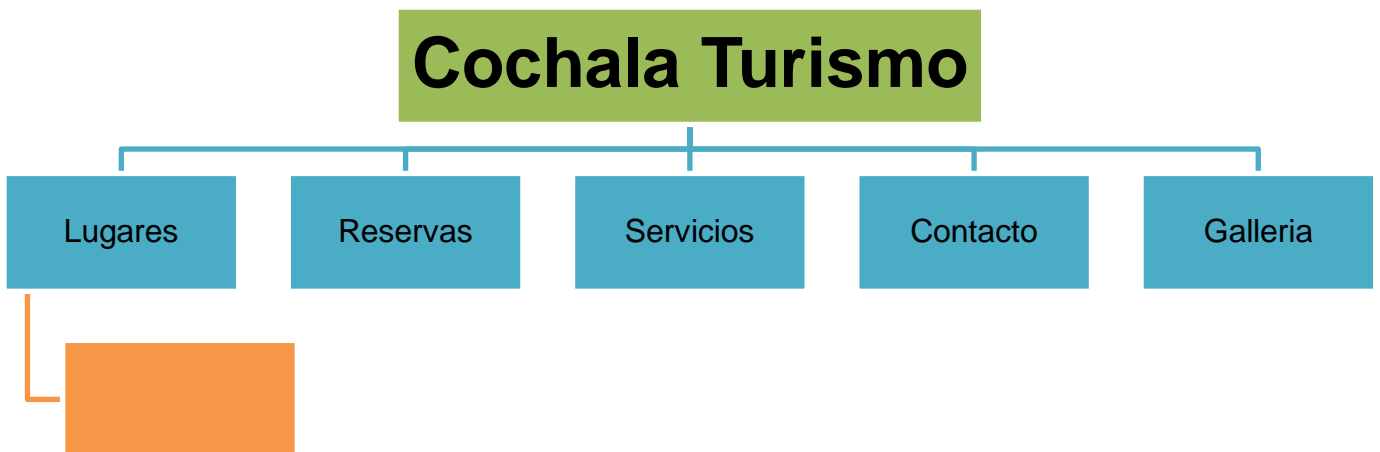 Cochala Turismo
Lugares
Reservas
Servicios
Contacto
Galleria